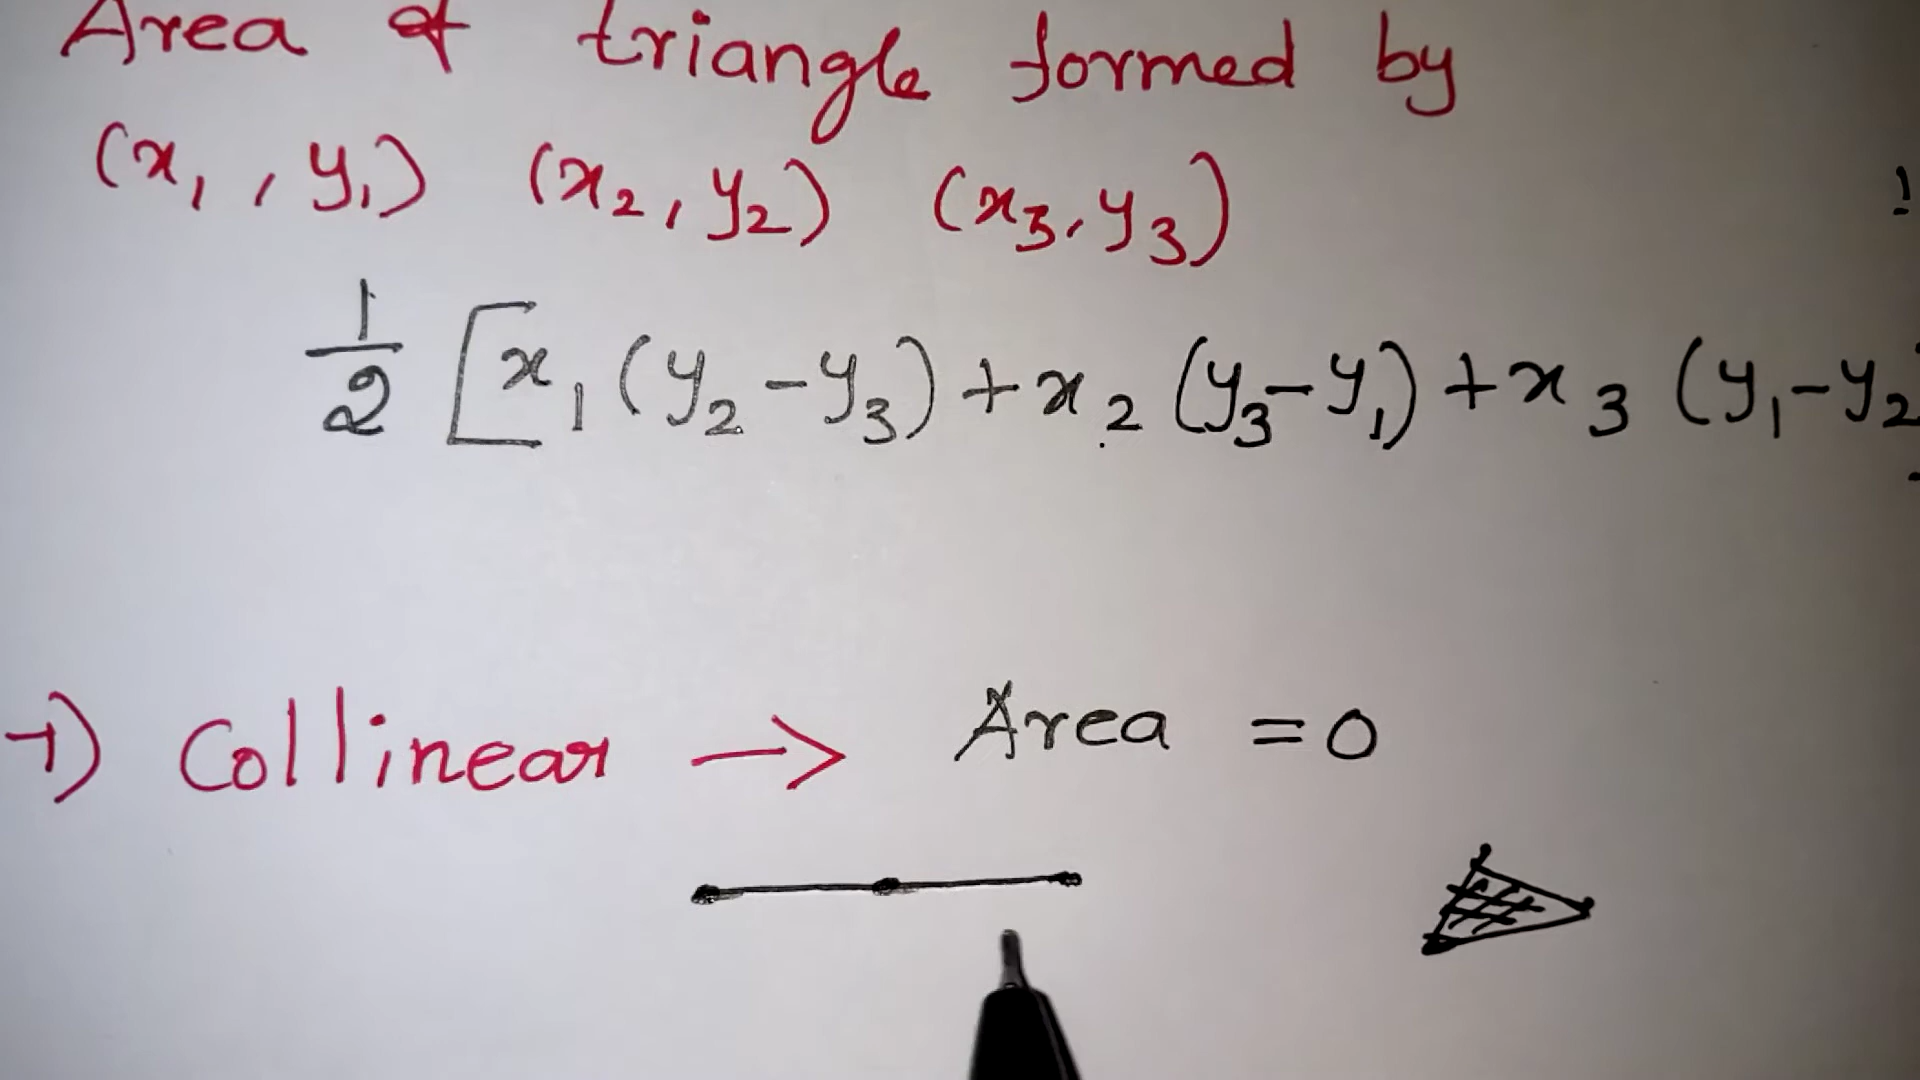 Area of triangle formed by
(x₁, y₁) (x₂, y₂) (x₃, y₃)
1/2 [x₁(y₂-y₃)+x₂(y₃-y₁)+x₃(y₁-y₂
→) Collinear → Area = 0